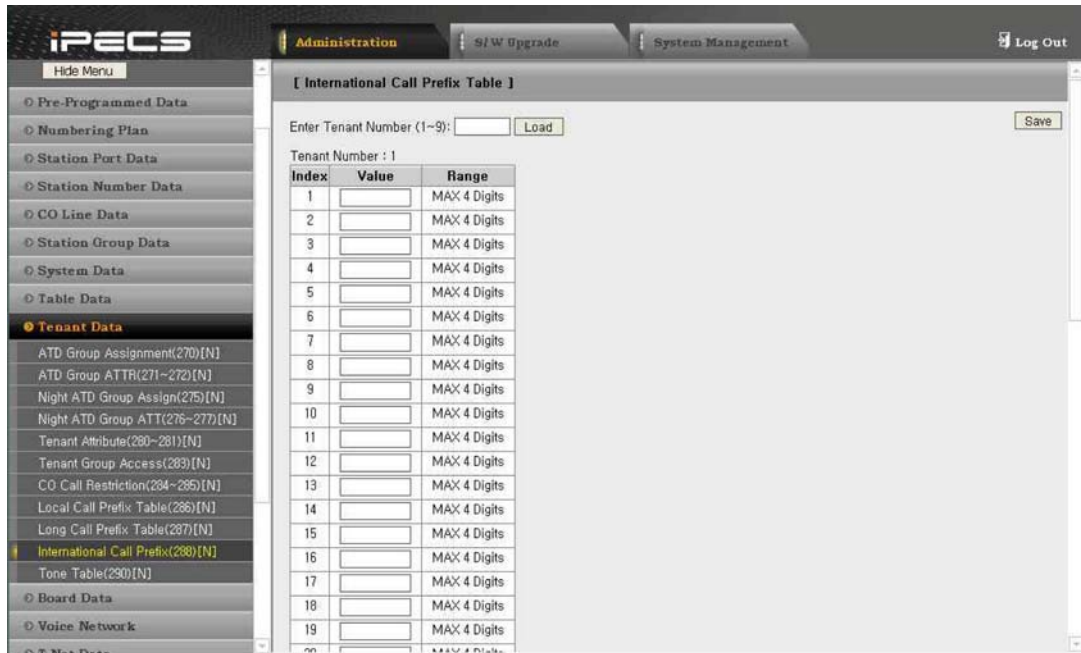 iPECS
Administration
S/W Upgrade
System Management
Log Out
Hide Menu
Pre-Programmed Data
Numbering Plan
Station Port Data
Station Number Data
CO Line Data
Station Group Data
System Data
Table Data
Tenant Data
ATD Group Assignment(270)[N]
ATD Group ATTR(271~272)[N]
Night ATD Group Assign(275)[N]
Night ATD Group ATT(276~277)[N]
Tenant Attribute(280~281)[N]
Tenant Group Access(283)[N]
CO Call Restriction(284~285)[N]
Local Call Prefix Table(286)[N]
Long Call Prefix Table(287)[N]
International Call Prefix(288)[N]
Tone Table(290)[N]
Board Data
Voice Network
[ International Call Prefix Table ]
Enter Tenant Number (1~9): Load
Save
Tenant Number : 1
Index Value Range
1 MAX 4 Digits
2 MAX 4 Digits
3 MAX 4 Digits
4 MAX 4 Digits
5 MAX 4 Digits
6 MAX 4 Digits
7 MAX 4 Digits
8 MAX 4 Digits
9 MAX 4 Digits
10 MAX 4 Digits
11 MAX 4 Digits
12 MAX 4 Digits
13 MAX 4 Digits
14 MAX 4 Digits
15 MAX 4 Digits
16 MAX 4 Digits
17 MAX 4 Digits
18 MAX 4 Digits
19 MAX 4 Digits